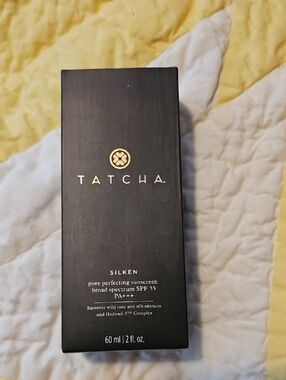 TATCHA
SILKEN
pore perfecting sunscreen
broad spectrum SPF 35
PA+++
Japanese wild rose and silk extracts
and Hadasei-3™ Complex
60 ml | 2 fl. oz.